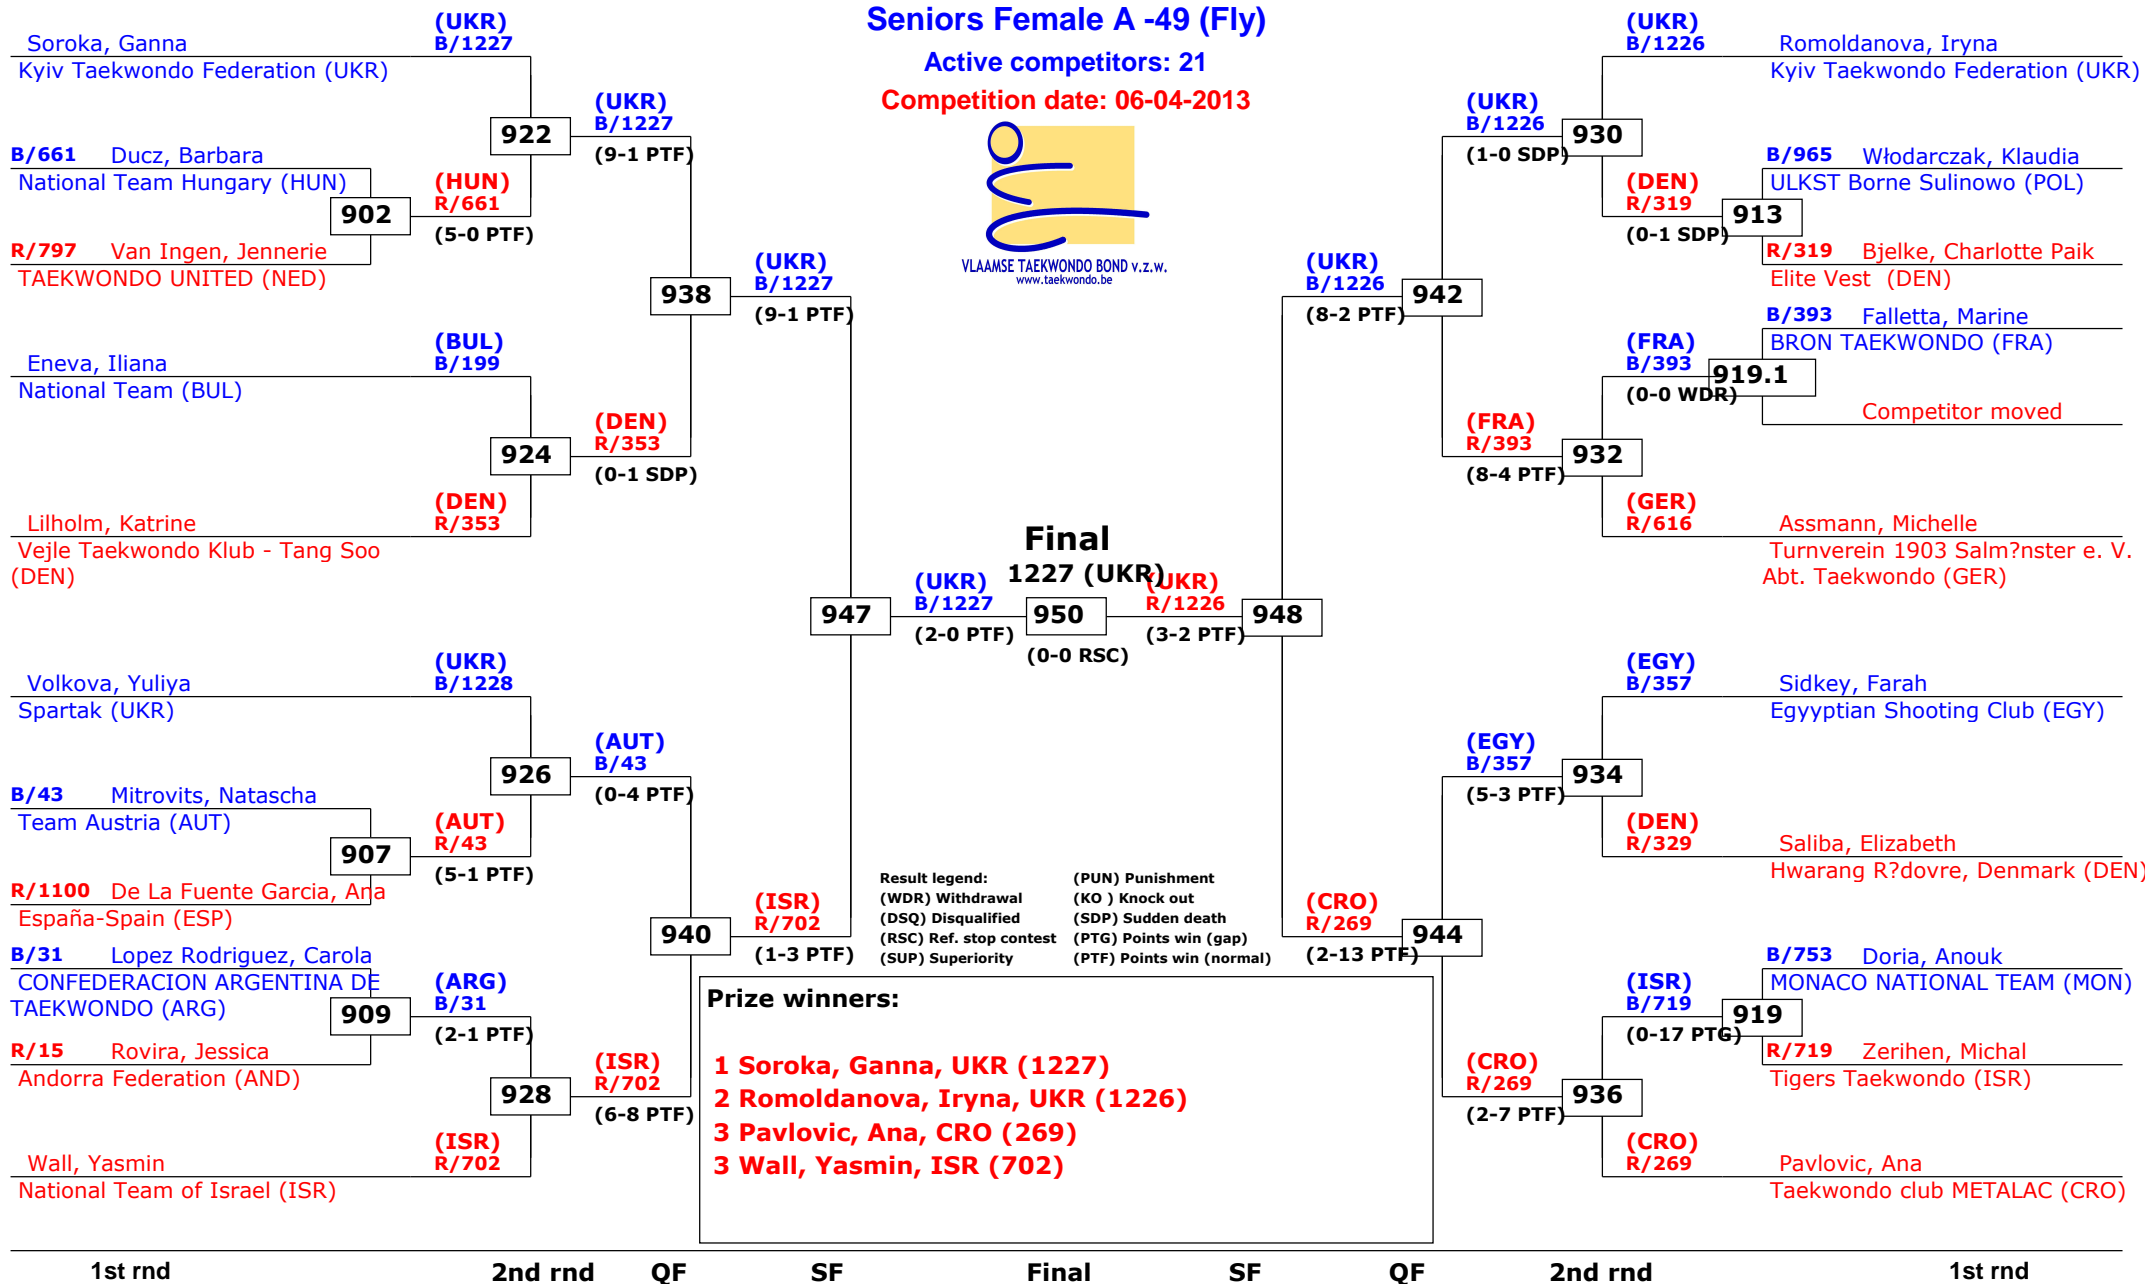 Seniors Female A -49 (Fly)
Active competitors: 21
Competition date: 06-04-2013
VLAAMSE TAEKWONDO BOND v.z.w.
www.taekwondo.be
Soroka, Ganna
Kyiv Taekwondo Federation (UKR)
(UKR)
B/1227
B/661 Ducz, Barbara
National Team Hungary (HUN)
902
R/797 Van Ingen, Jennerie
TAEKWONDO UNITED (NED)
(HUN)
R/661
(5-0 PTF)
922
(UKR)
B/1227
(9-1 PTF)
Eneva, Iliana
National Team (BUL)
(BUL)
B/199
924
(DEN)
R/353
(0-1 SDP)
Lilholm, Katrine
Vejle Taekwondo Klub - Tang Soo
(DEN)
(DEN)
R/353
938
(UKR)
B/1227
(9-1 PTF)
Volkova, Yuliya
Spartak (UKR)
(UKR)
B/1228
B/43 Mitrovits, Natascha
Team Austria (AUT)
907
R/1100 De La Fuente Garcia, Ana
España-Spain (ESP)
(AUT)
R/43
(5-1 PTF)
926
(AUT)
B/43
(0-4 PTF)
B/31 Lopez Rodriguez, Carola
CONFEDERACION ARGENTINA DE
TAEKWONDO (ARG)
909
R/15 Rovira, Jessica
Andorra Federation (AND)
(ARG)
B/31
(2-1 PTF)
928
(ISR)
R/702
(6-8 PTF)
Wall, Yasmin
National Team of Israel (ISR)
(ISR)
R/702
940
(ISR)
R/702
(1-3 PTF)
947
(UKR)
B/1227
(2-0 PTF)
Final
1227 (UKR)
950
(0-0 RSC)
(UKR)
R/1226
(3-2 PTF)
948
(UKR)
B/1226
(8-2 PTF)
942
(UKR)
B/1226
(1-0 SDP)
930
(UKR)
B/1226
Romoldanova, Iryna
Kyiv Taekwondo Federation (UKR)
B/965 Włodarczak, Klaudia
ULKST Borne Sulinowo (POL)
(DEN)
R/319
(0-1 SDP)
913
R/319 Bjelke, Charlotte Paik
Elite Vest (DEN)
B/393 Falletta, Marine
BRON TAEKWONDO (FRA)
(FRA)
B/393
(0-0 WDR)
919.1
Competitor moved
(FRA)
R/393
(8-4 PTF)
932
(GER)
R/616
Assmann, Michelle
Turnverein 1903 Salm?nster e. V.
Abt. Taekwondo (GER)
(EGY)
B/357
Sidkey, Farah
Egyyptian Shooting Club (EGY)
(EGY)
B/357
(5-3 PTF)
934
(DEN)
R/329
Saliba, Elizabeth
Hwarang R?dovre, Denmark (DEN)
(CRO)
R/269
(2-13 PTF)
944
B/753 Doria, Anouk
MONACO NATIONAL TEAM (MON)
(ISR)
B/719
(0-17 PTG)
919
R/719 Zerihen, Michal
Tigers Taekwondo (ISR)
(CRO)
R/269
(2-7 PTF)
936
(CRO)
R/269
Pavlovic, Ana
Taekwondo club METALAC (CRO)
Result legend: (PUN) Punishment
(WDR) Withdrawal (KO ) Knock out
(DSQ) Disqualified (SDP) Sudden death
(RSC) Ref. stop contest (PTG) Points win (gap)
(SUP) Superiority (PTF) Points win (normal)
Prize winners:
1 Soroka, Ganna, UKR (1227)
2 Romoldanova, Iryna, UKR (1226)
3 Pavlovic, Ana, CRO (269)
3 Wall, Yasmin, ISR (702)
1st rnd 2nd rnd QF SF Final SF QF 2nd rnd 1st rnd